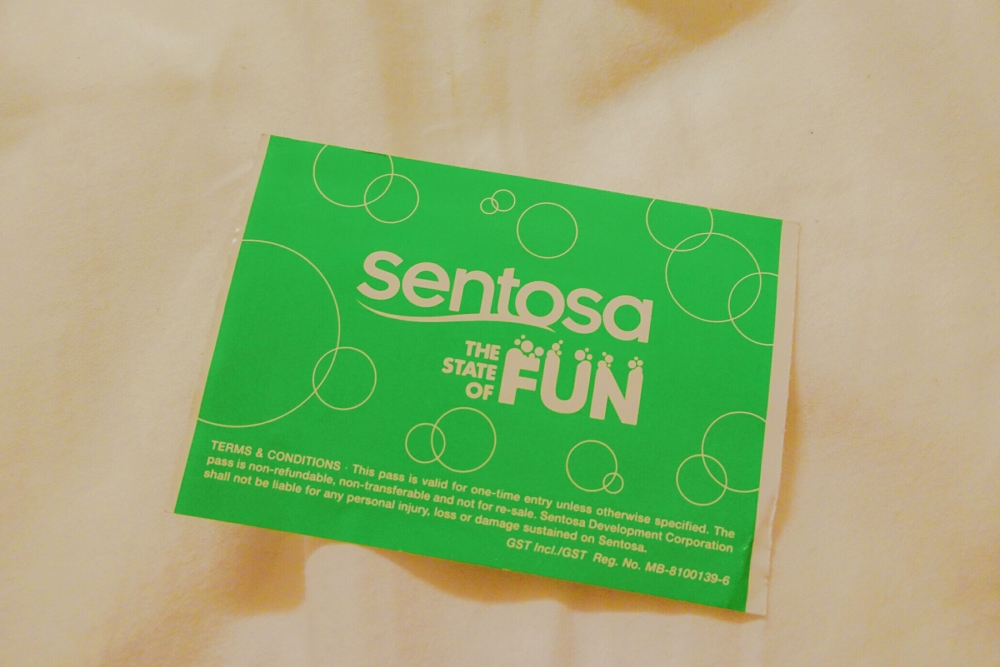 sentosa
THE
STATE
OF
FUN
TERMS & CONDITIONS · This pass is valid for one-time entry unless otherwise specified. The
pass is non-refundable, non-transferable and not for re-sale. Sentosa Development Corporation
shall not be liable for any personal injury, loss or damage sustained on Sentosa.
GST Incl./GST Reg. No. MB-8100139-6